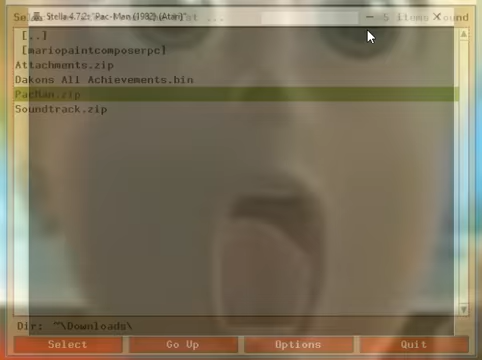 Stella 4.7.2: "Pac-Man (1982) (Atari)"
5 items found
[..]
[mariopaintcomposerpc]
Attachments.zip
Dakons All Achievements.bin
PacMan.zip
Soundtrack.zip
Dir: ~\Downloads\
Select
Go Up
Options
Quit